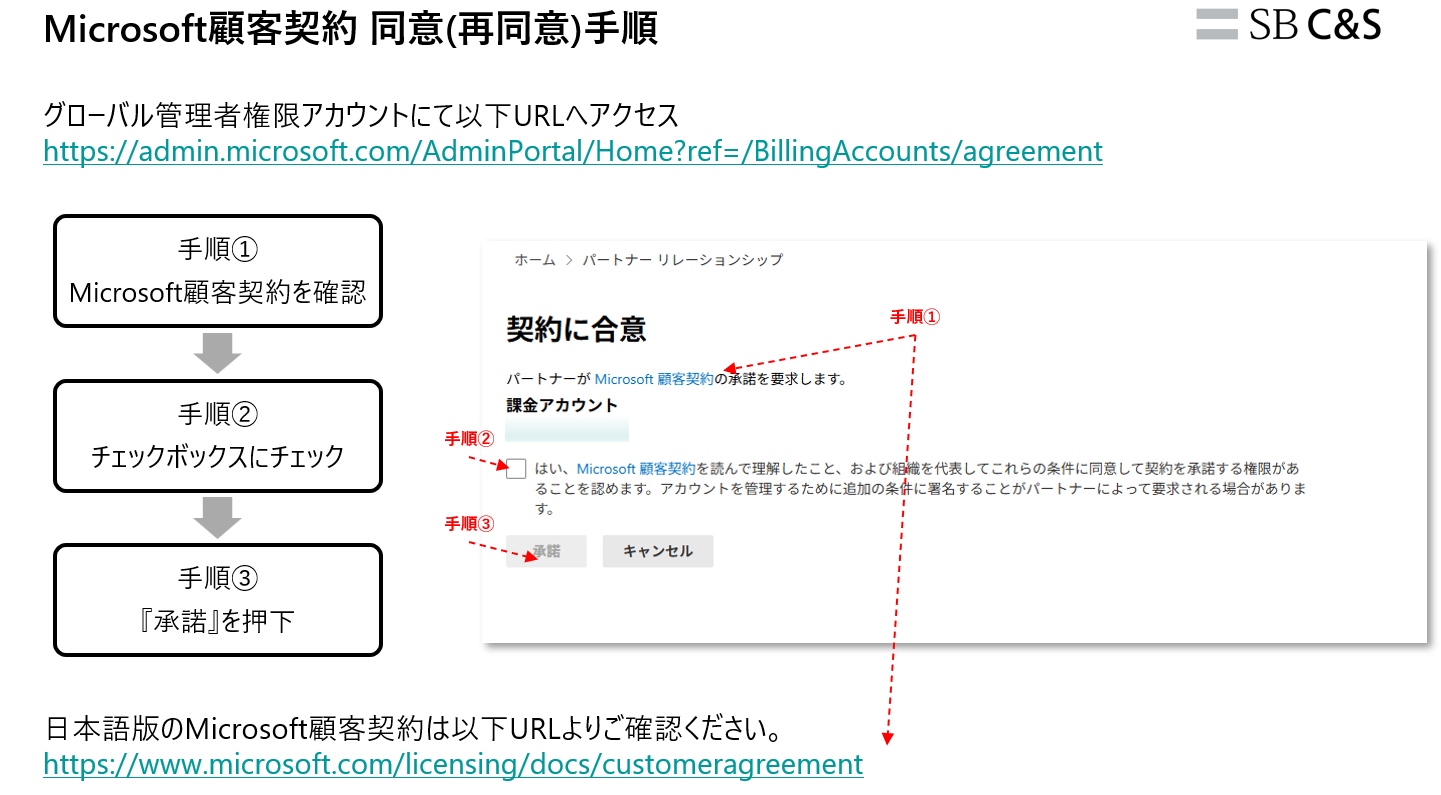 Microsoft顧客契約 同意(再同意)手順
SB C&S
グローバル管理者権限アカウントにて以下URLへアクセス
https://admin.microsoft.com/AdminPortal/Home?ref=/BillingAccounts/agreement
手順①
Microsoft顧客契約を確認
手順②
チェックボックスにチェック
手順③
『承諾』を押下
ホーム > パートナー リレーションシップ
手順①
契約に合意
パートナーが Microsoft 顧客契約の承諾を要求します。
課金アカウント
手順②
はい、Microsoft 顧客契約を読んで理解したこと、および組織を代表してこれらの条件に同意して契約を承諾する権限があ
ることを認めます。アカウントを管理するために追加の条件に署名することがパートナーによって要求される場合がありま
す。
手順③
承諾
キャンセル
日本語版のMicrosoft顧客契約は以下URLよりご確認ください。
https://www.microsoft.com/licensing/docs/customeragreement